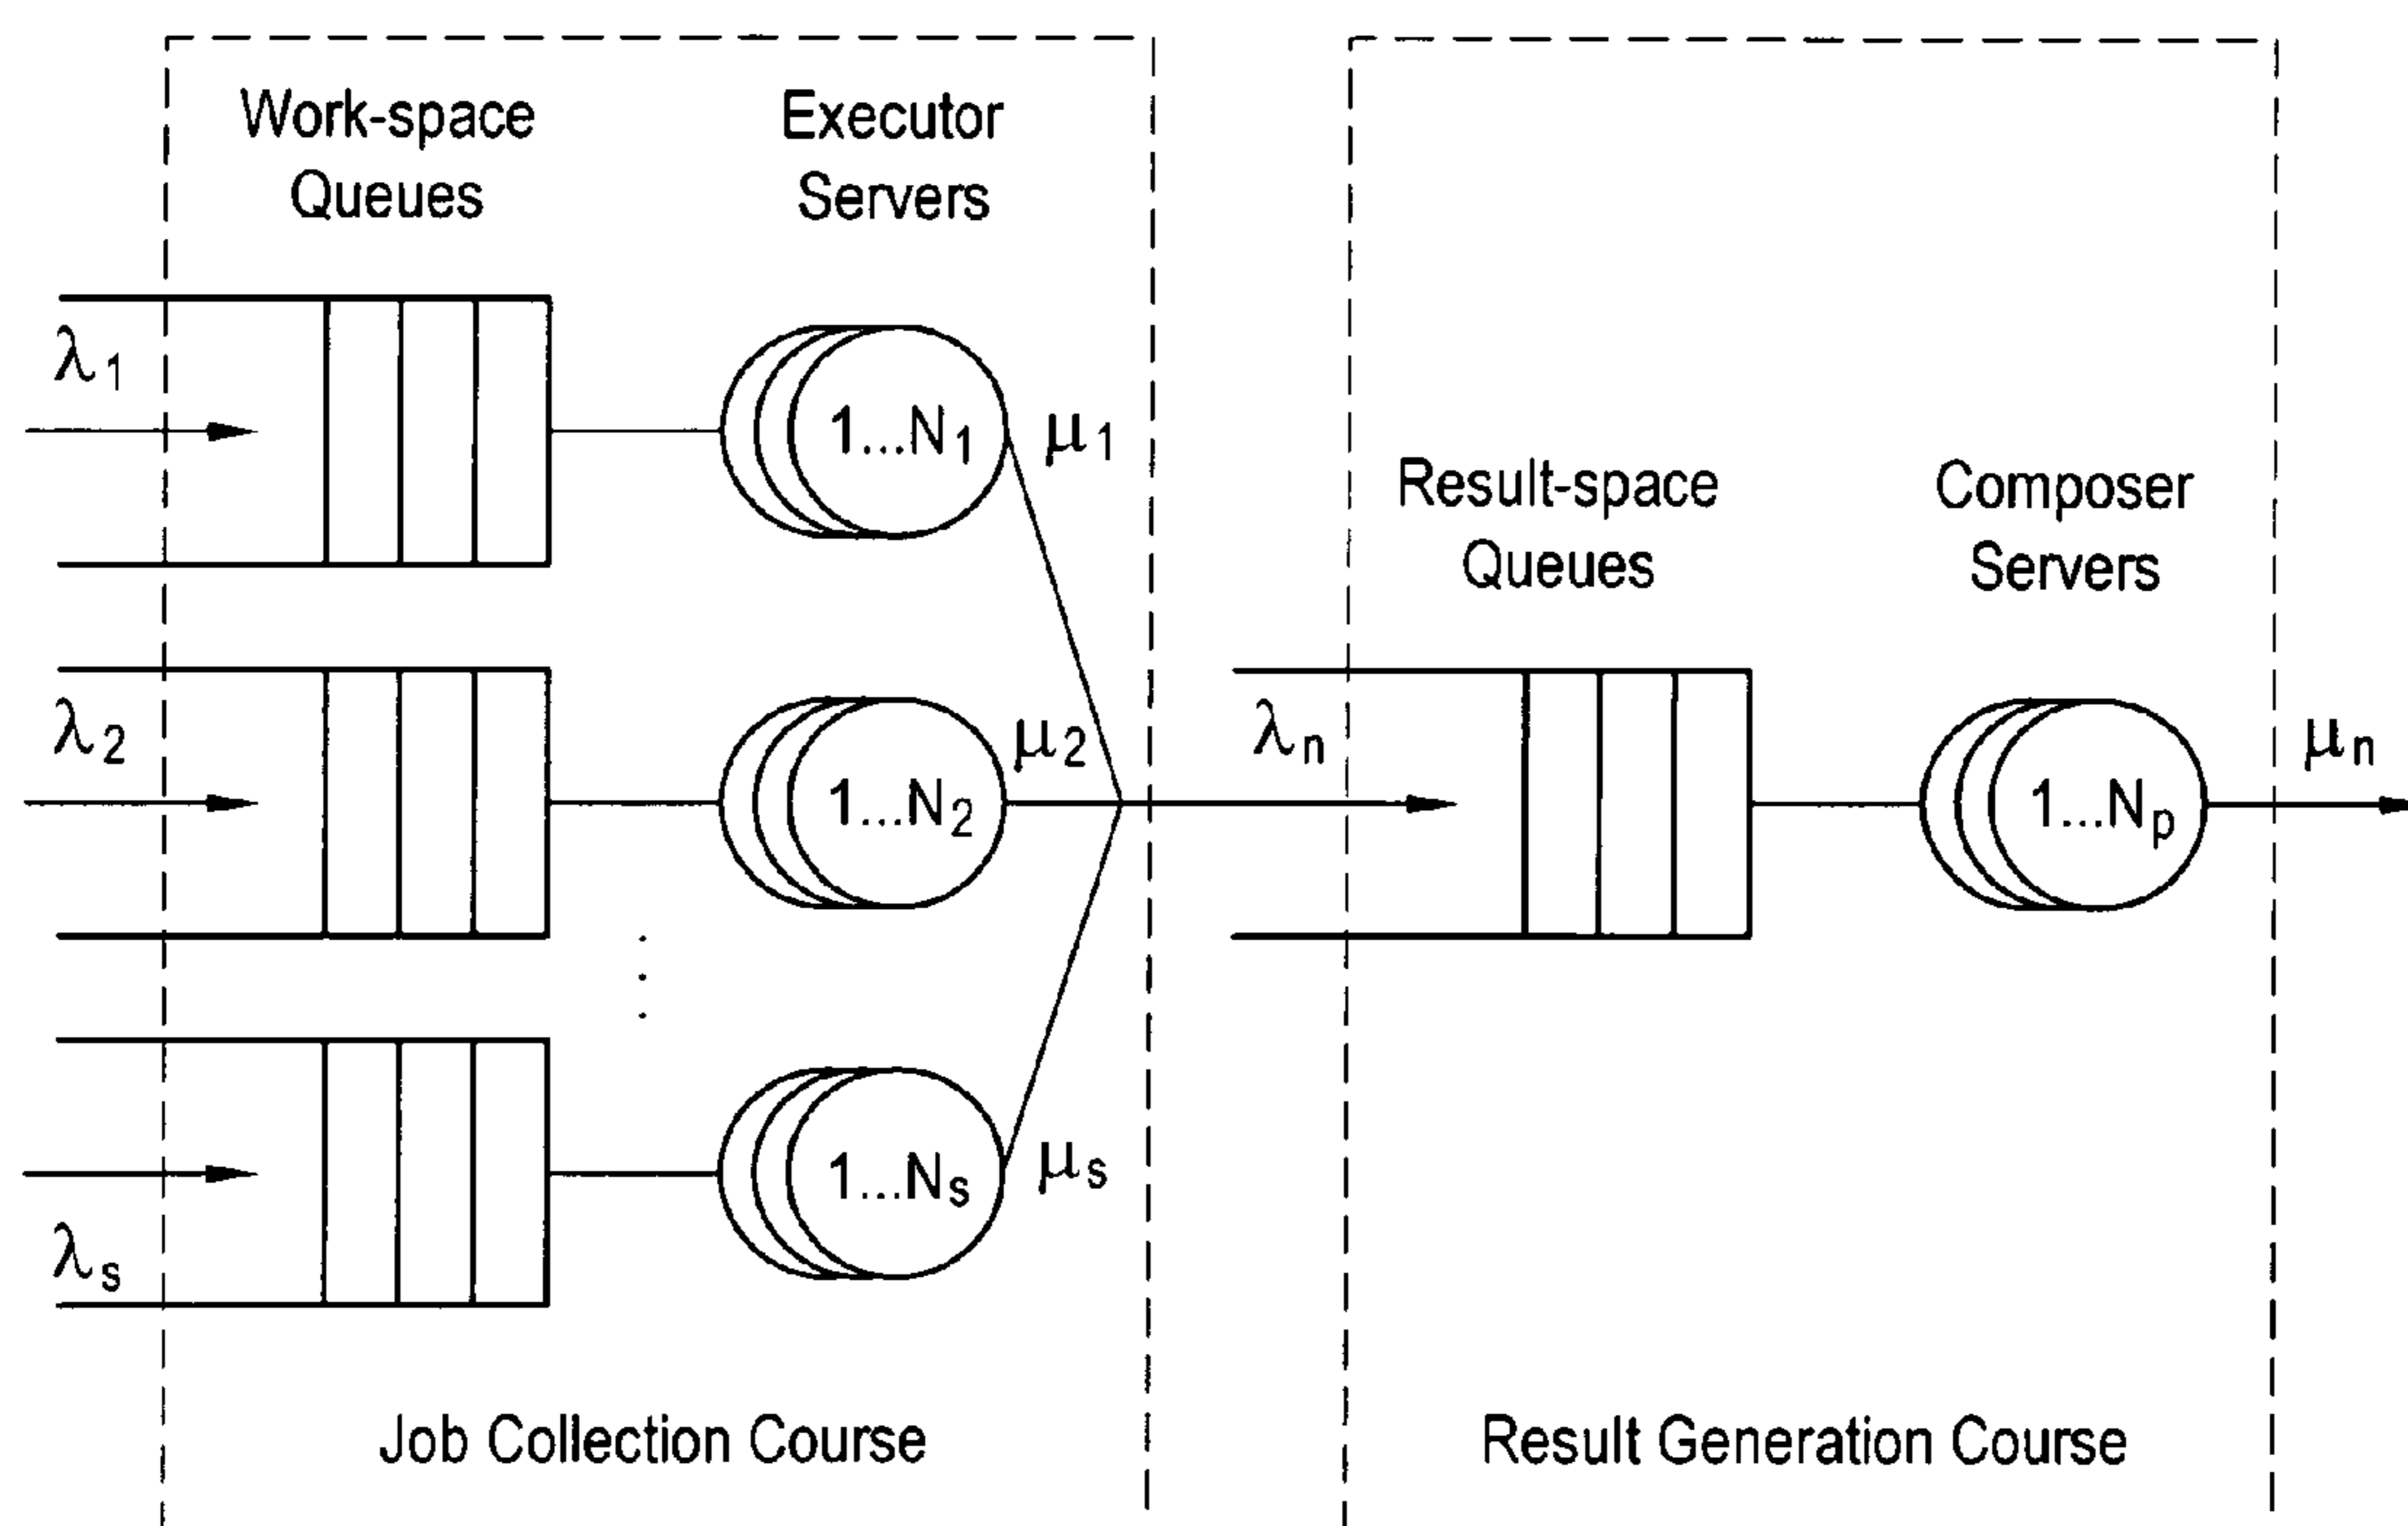 Work-space
Queues
Executor
Servers
λ1
1...N1
μ1
λ2
1...N2
μ2
λs
1...Ns
μs
Job Collection Course
Result-space
Queues
Composer
Servers
λn
1...Np
μn
Result Generation Course